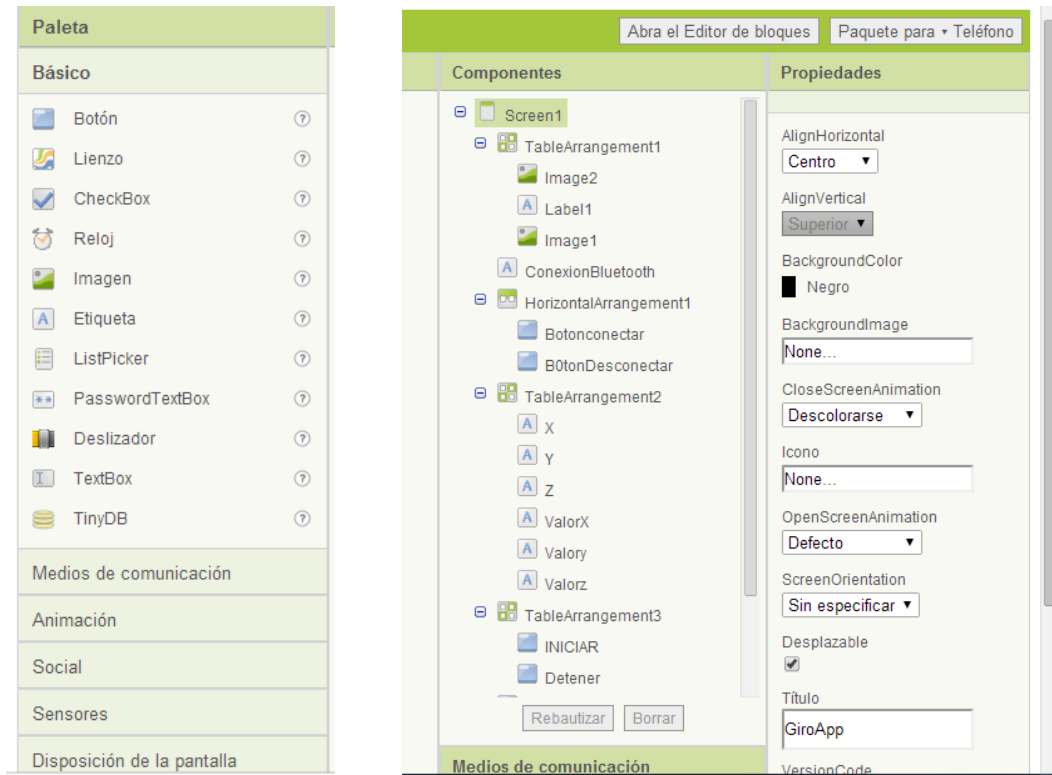 Paleta
Básico
Botón
Lienzo
CheckBox
Reloj
Imagen
Etiqueta
ListPicker
PasswordTextBox
Deslizador
TextBox
TinyDB
Medios de comunicación
Animación
Social
Sensores
Disposición de la pantalla
Abra el Editor de bloques
Paquete para ▾ Teléfono
Componentes
Screen1
TableArrangement1
Image2
Label1
Image1
ConexionBluetooth
HorizontalArrangement1
Botonconectar
B0tonDesconectar
TableArrangement2
X
Y
Z
ValorX
Valory
Valorz
TableArrangement3
INICIAR
Detener
Rebautizar
Borrar
Medios de comunicación
Propiedades
AlignHorizontal
Centro
AlignVertical
Superior
BackgroundColor
Negro
BackgroundImage
None...
CloseScreenAnimation
Descolorarse
Icono
None...
OpenScreenAnimation
Defecto
ScreenOrientation
Sin especificar
Desplazable
Título
GiroApp
VersionCode